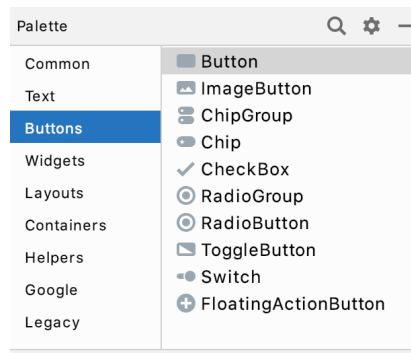 Palette
Common
Text
Buttons
Widgets
Layouts
Containers
Helpers
Google
Legacy
Button
ImageButton
ChipGroup
Chip
CheckBox
RadioGroup
RadioButton
ToggleButton
Switch
FloatingActionButton